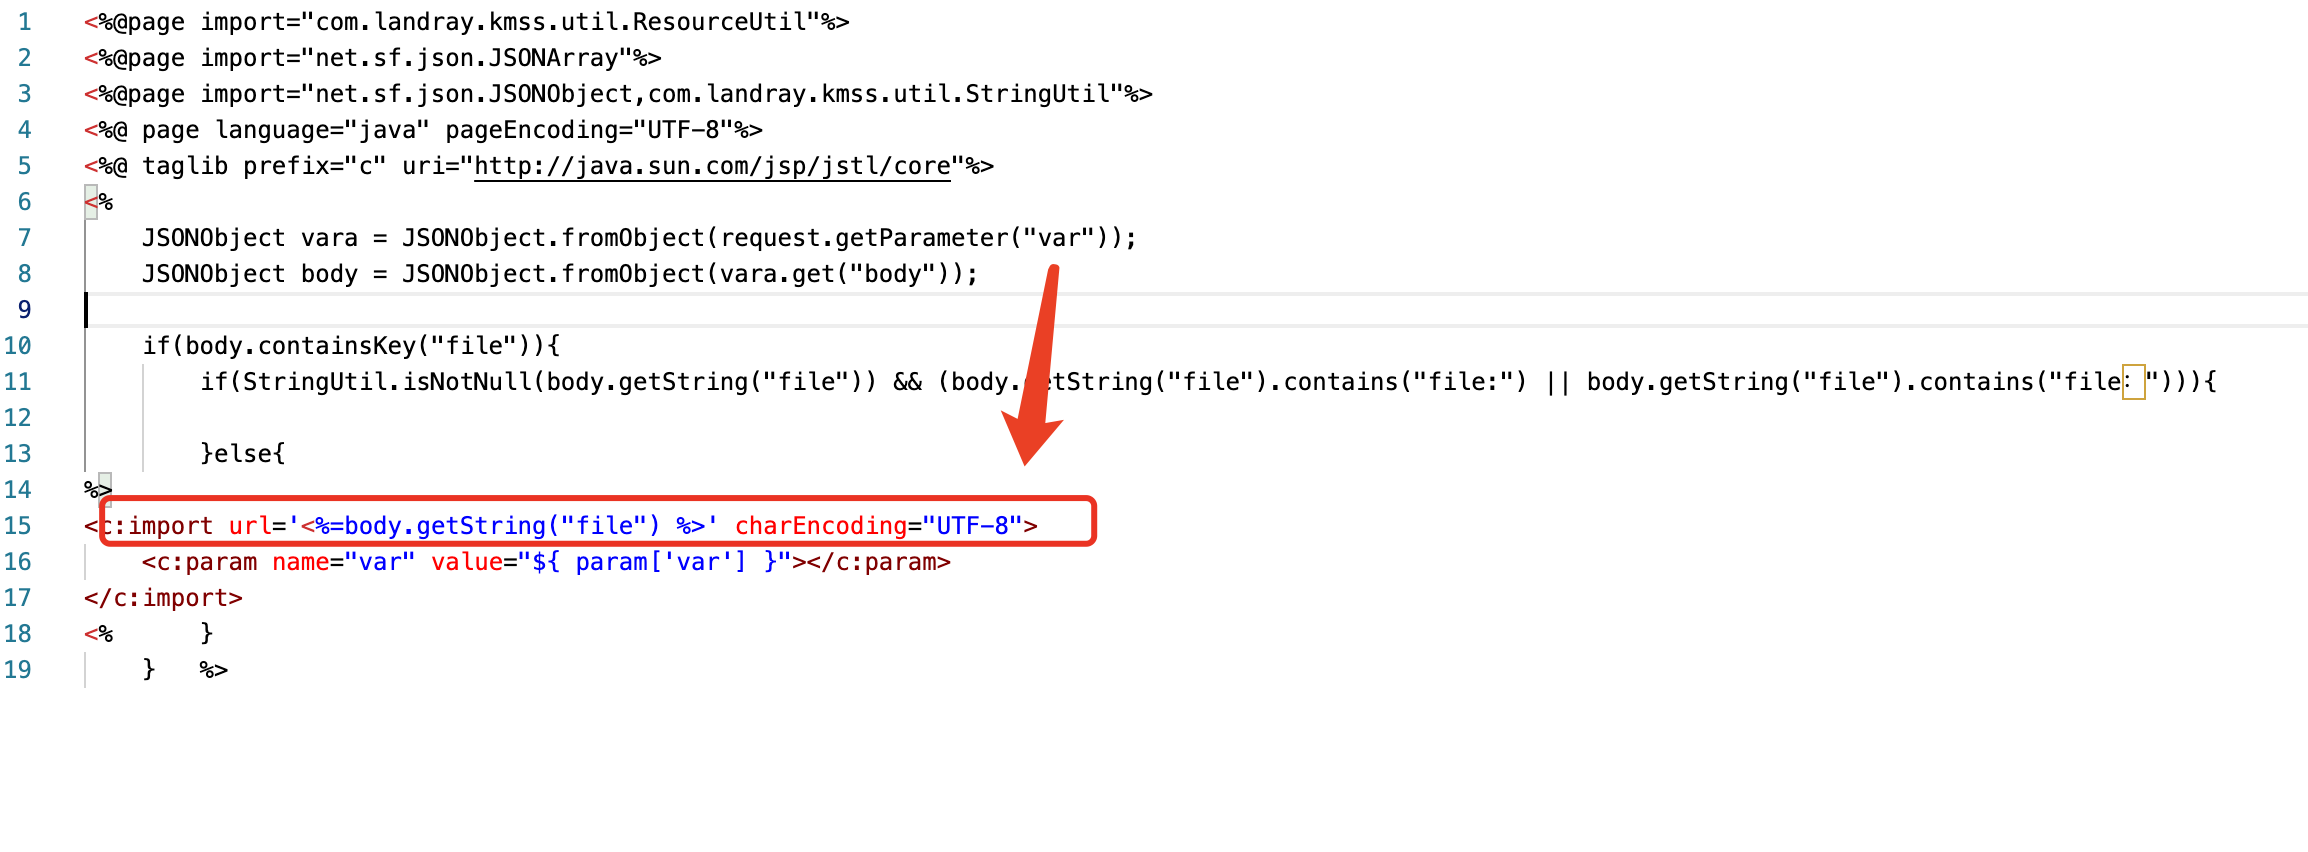 1 <%@page import="com.landray.kmss.util.ResourceUtil"%>
2 <%@page import="net.sf.json.JSONArray"%>
3 <%@page import="net.sf.json.JSONObject,com.landray.kmss.util.StringUtil"%>
4 <%@ page language="java" pageEncoding="UTF-8"%>
5 <%@ taglib prefix="c" uri="http://java.sun.com/jsp/jstl/core"%>
6 <%
7     JSONObject vara = JSONObject.fromObject(request.getParameter("var"));
8     JSONObject body = JSONObject.fromObject(vara.get("body"));
9
10     if(body.containsKey("file")){
11         if(StringUtil.isNotNull(body.getString("file")) && (body.getString("file").contains("file:") || body.getString("file").contains("file:"))){
12
13         }else{
14 %>
15 <c:import url='<%=body.getString("file") %>' charEncoding="UTF-8">
16     <c:param name="var" value="${ param['var'] }"></c:param>
17 </c:import>
18 <%      }
19     }   %>